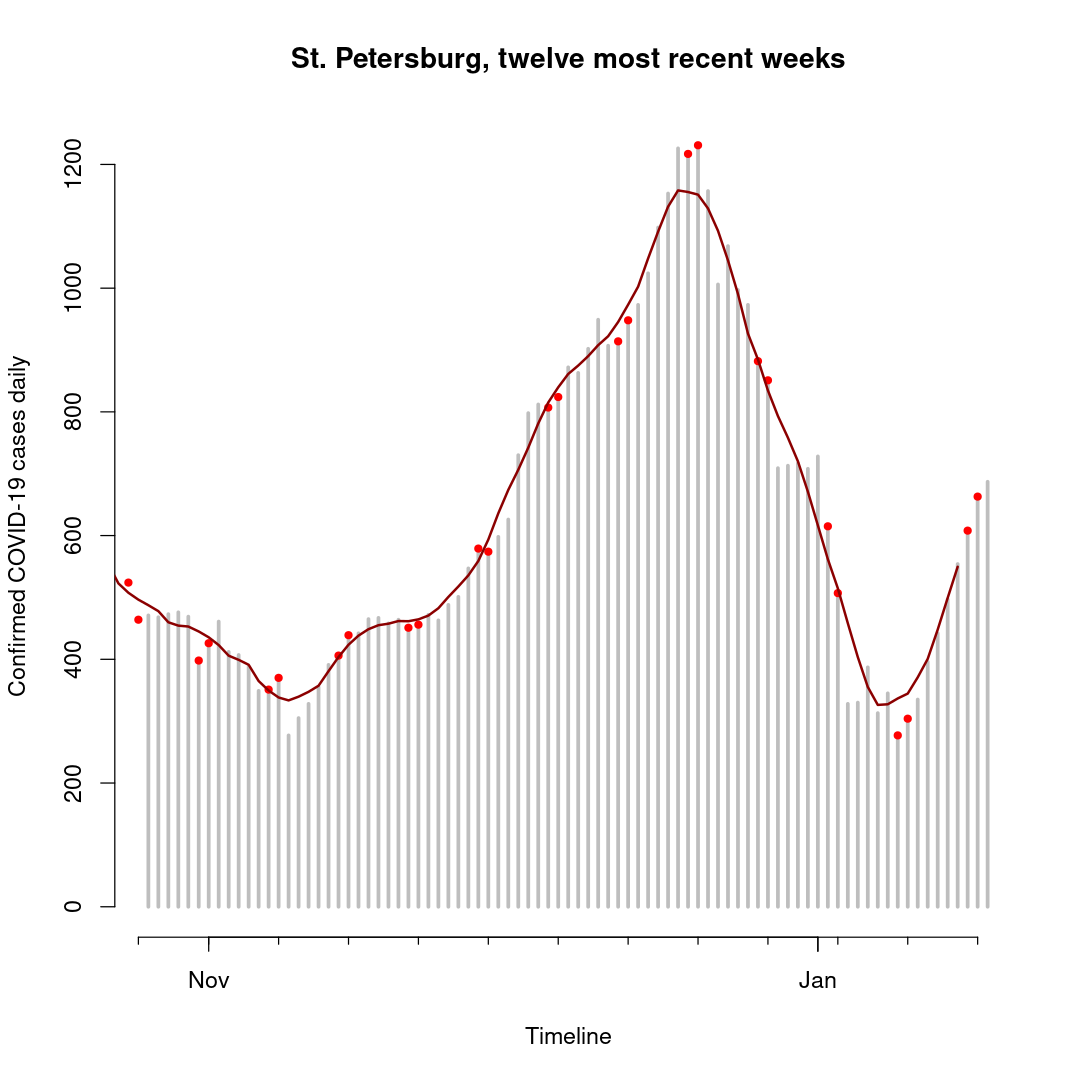 St. Petersburg, twelve most recent weeks
Confirmed COVID-19 cases daily
1200
1000
800
600
400
200
0
Nov Jan
Timeline